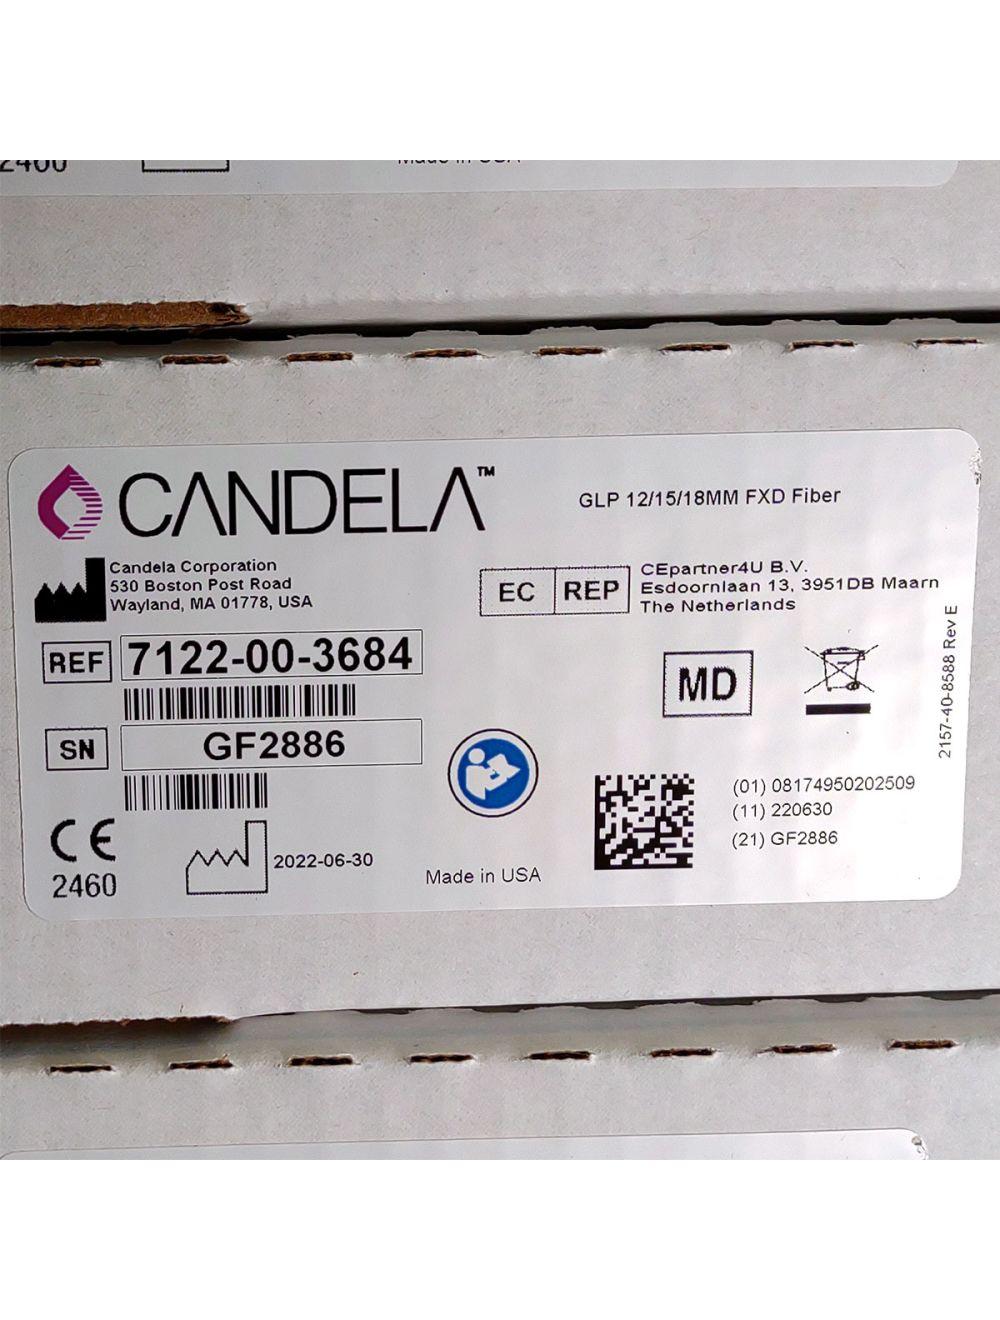 Made in USA
CANDELA™
GLP 12/15/18MM FXD Fiber
Candela Corporation
530 Boston Post Road
Wayland, MA 01778, USA
EC REP
CEpartner4U B.V.
Esdoornlaan 13, 3951DB Maarn
The Netherlands
REF 7122-00-3684
MD
2157-40-8588 Rev E
SN GF2886
(01) 08174950202509
(11) 220630
(21) GF2886
CE
2460
2022-06-30
Made in USA